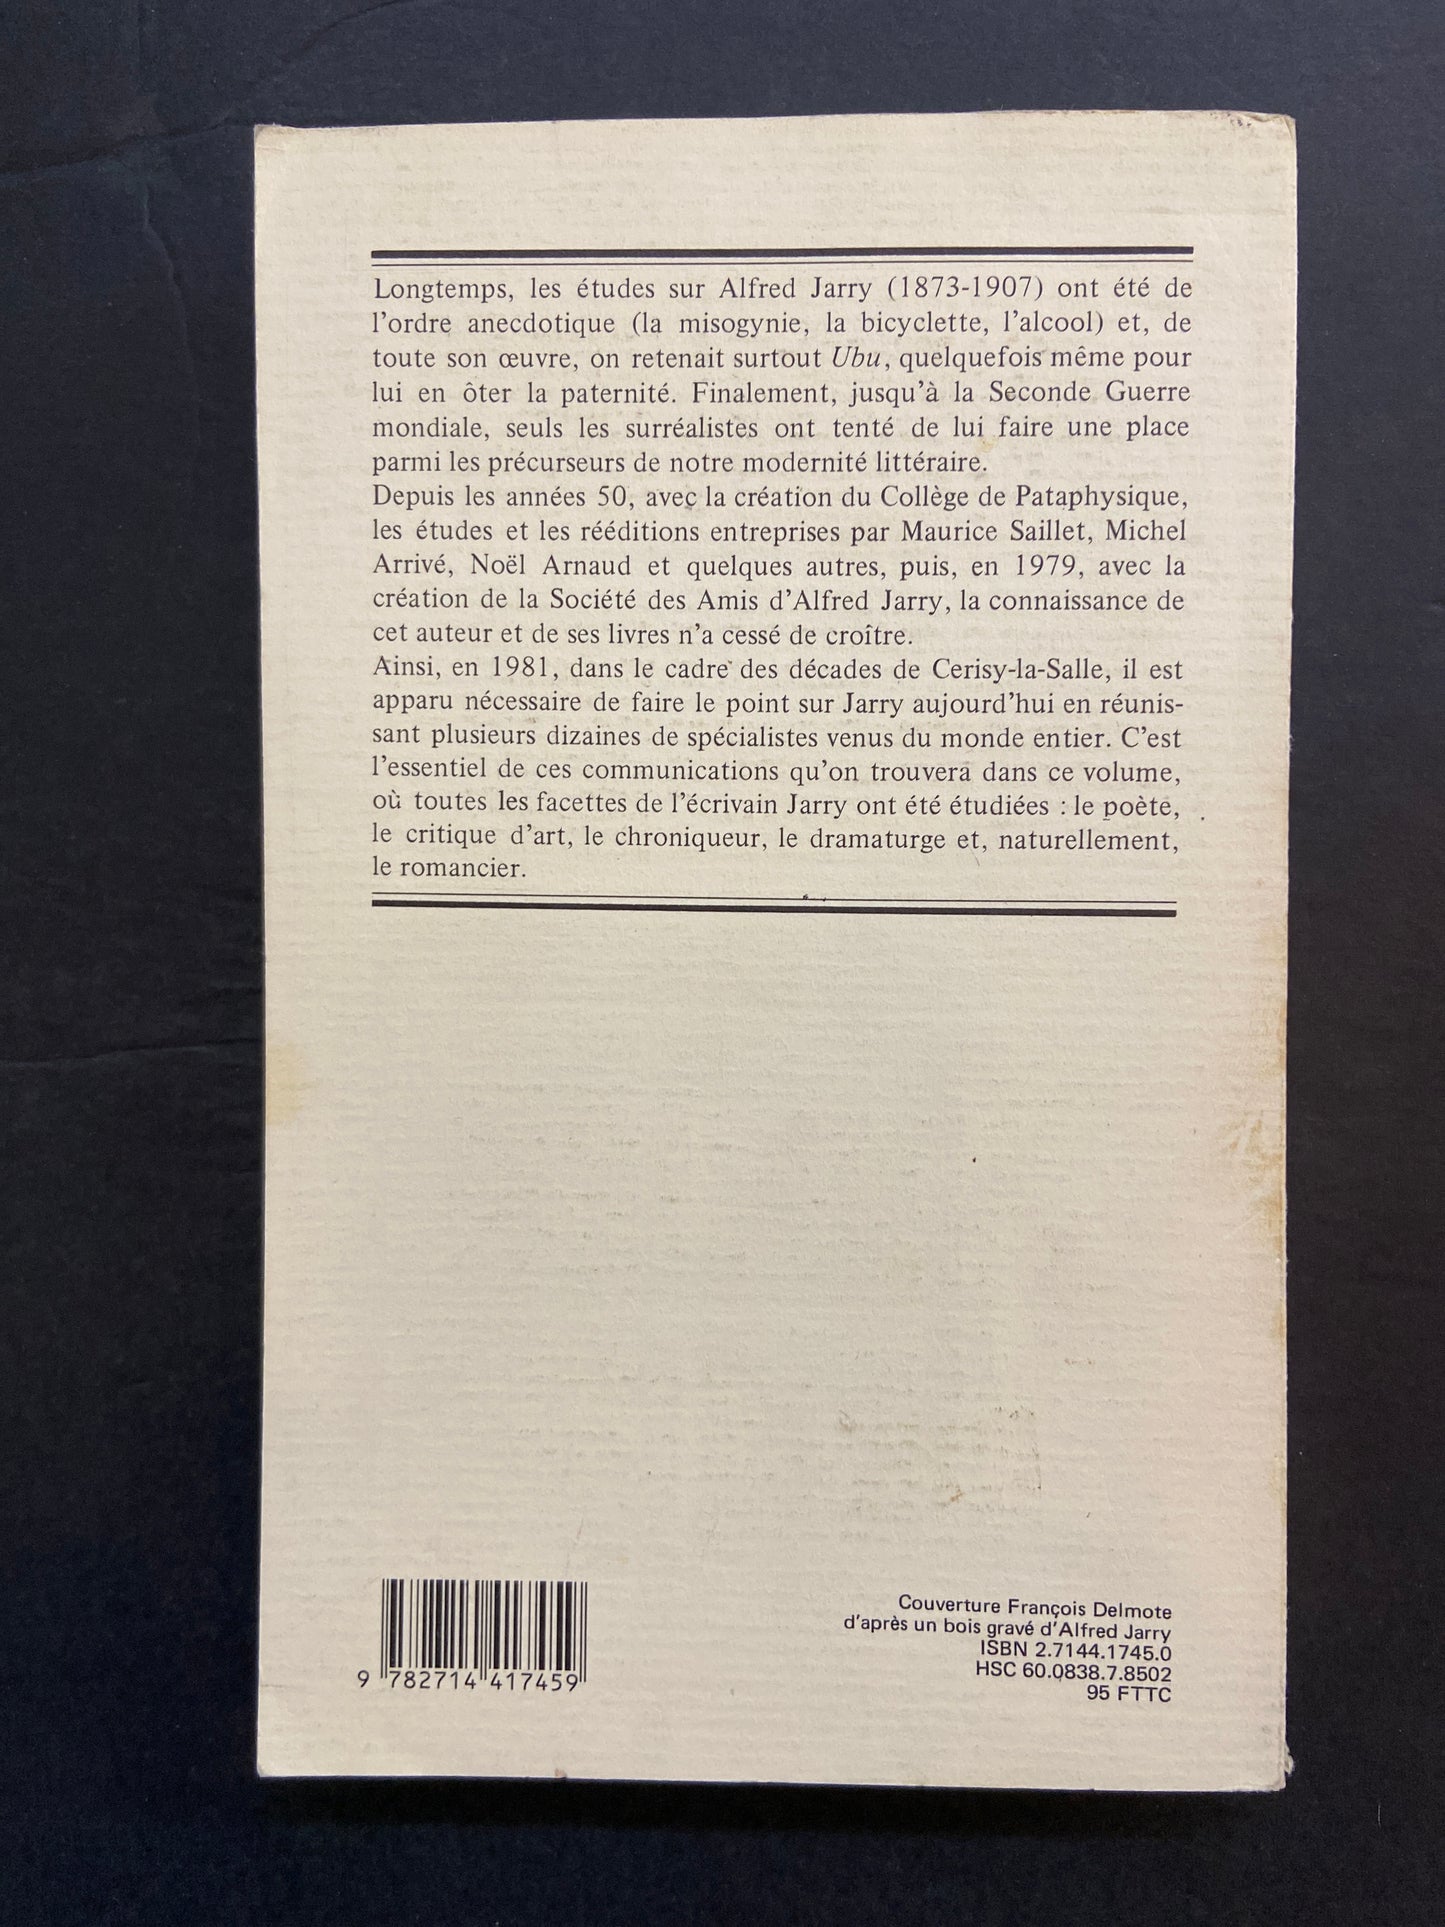 Longtemps, les études sur Alfred Jarry (1873-1907) ont été de
l'ordre anecdotique (la misogynie, la bicyclette, l'alcool) et, de
toute son œuvre, on retenait surtout Ubu, quelquefois même pour
lui en ôter la paternité. Finalement, jusqu'à la Seconde Guerre
mondiale, seuls les surréalistes ont tenté de lui faire une place
parmi les précurseurs de notre modernité littéraire.
Depuis les années 50, avec la création du Collège de Pataphysique,
les études et les rééditions entreprises par Maurice Saillet, Michel
Arrivé, Noël Arnaud et quelques autres, puis, en 1979, avec la
création de la Société des Amis d'Alfred Jarry, la connaissance de
cet auteur et de ses livres n'a cessé de croître.
Ainsi, en 1981, dans le cadre des décades de Cerisy-la-Salle, il est
apparu nécessaire de faire le point sur Jarry aujourd'hui en réunis-
sant plusieurs dizaines de spécialistes venus du monde entier. C'est
l'essentiel de ces communications qu'on trouvera dans ce volume,
où toutes les facettes de l'écrivain Jarry ont été étudiées : le poète,
le critique d'art, le chroniqueur, le dramaturge et, naturellement,
le romancier.
Couverture François Delmote
d'après un bois gravé d'Alfred Jarry
ISBN 2.7144.1745.0
HSC 60.0838.7.8502
95 FTTC
9 782714 417459